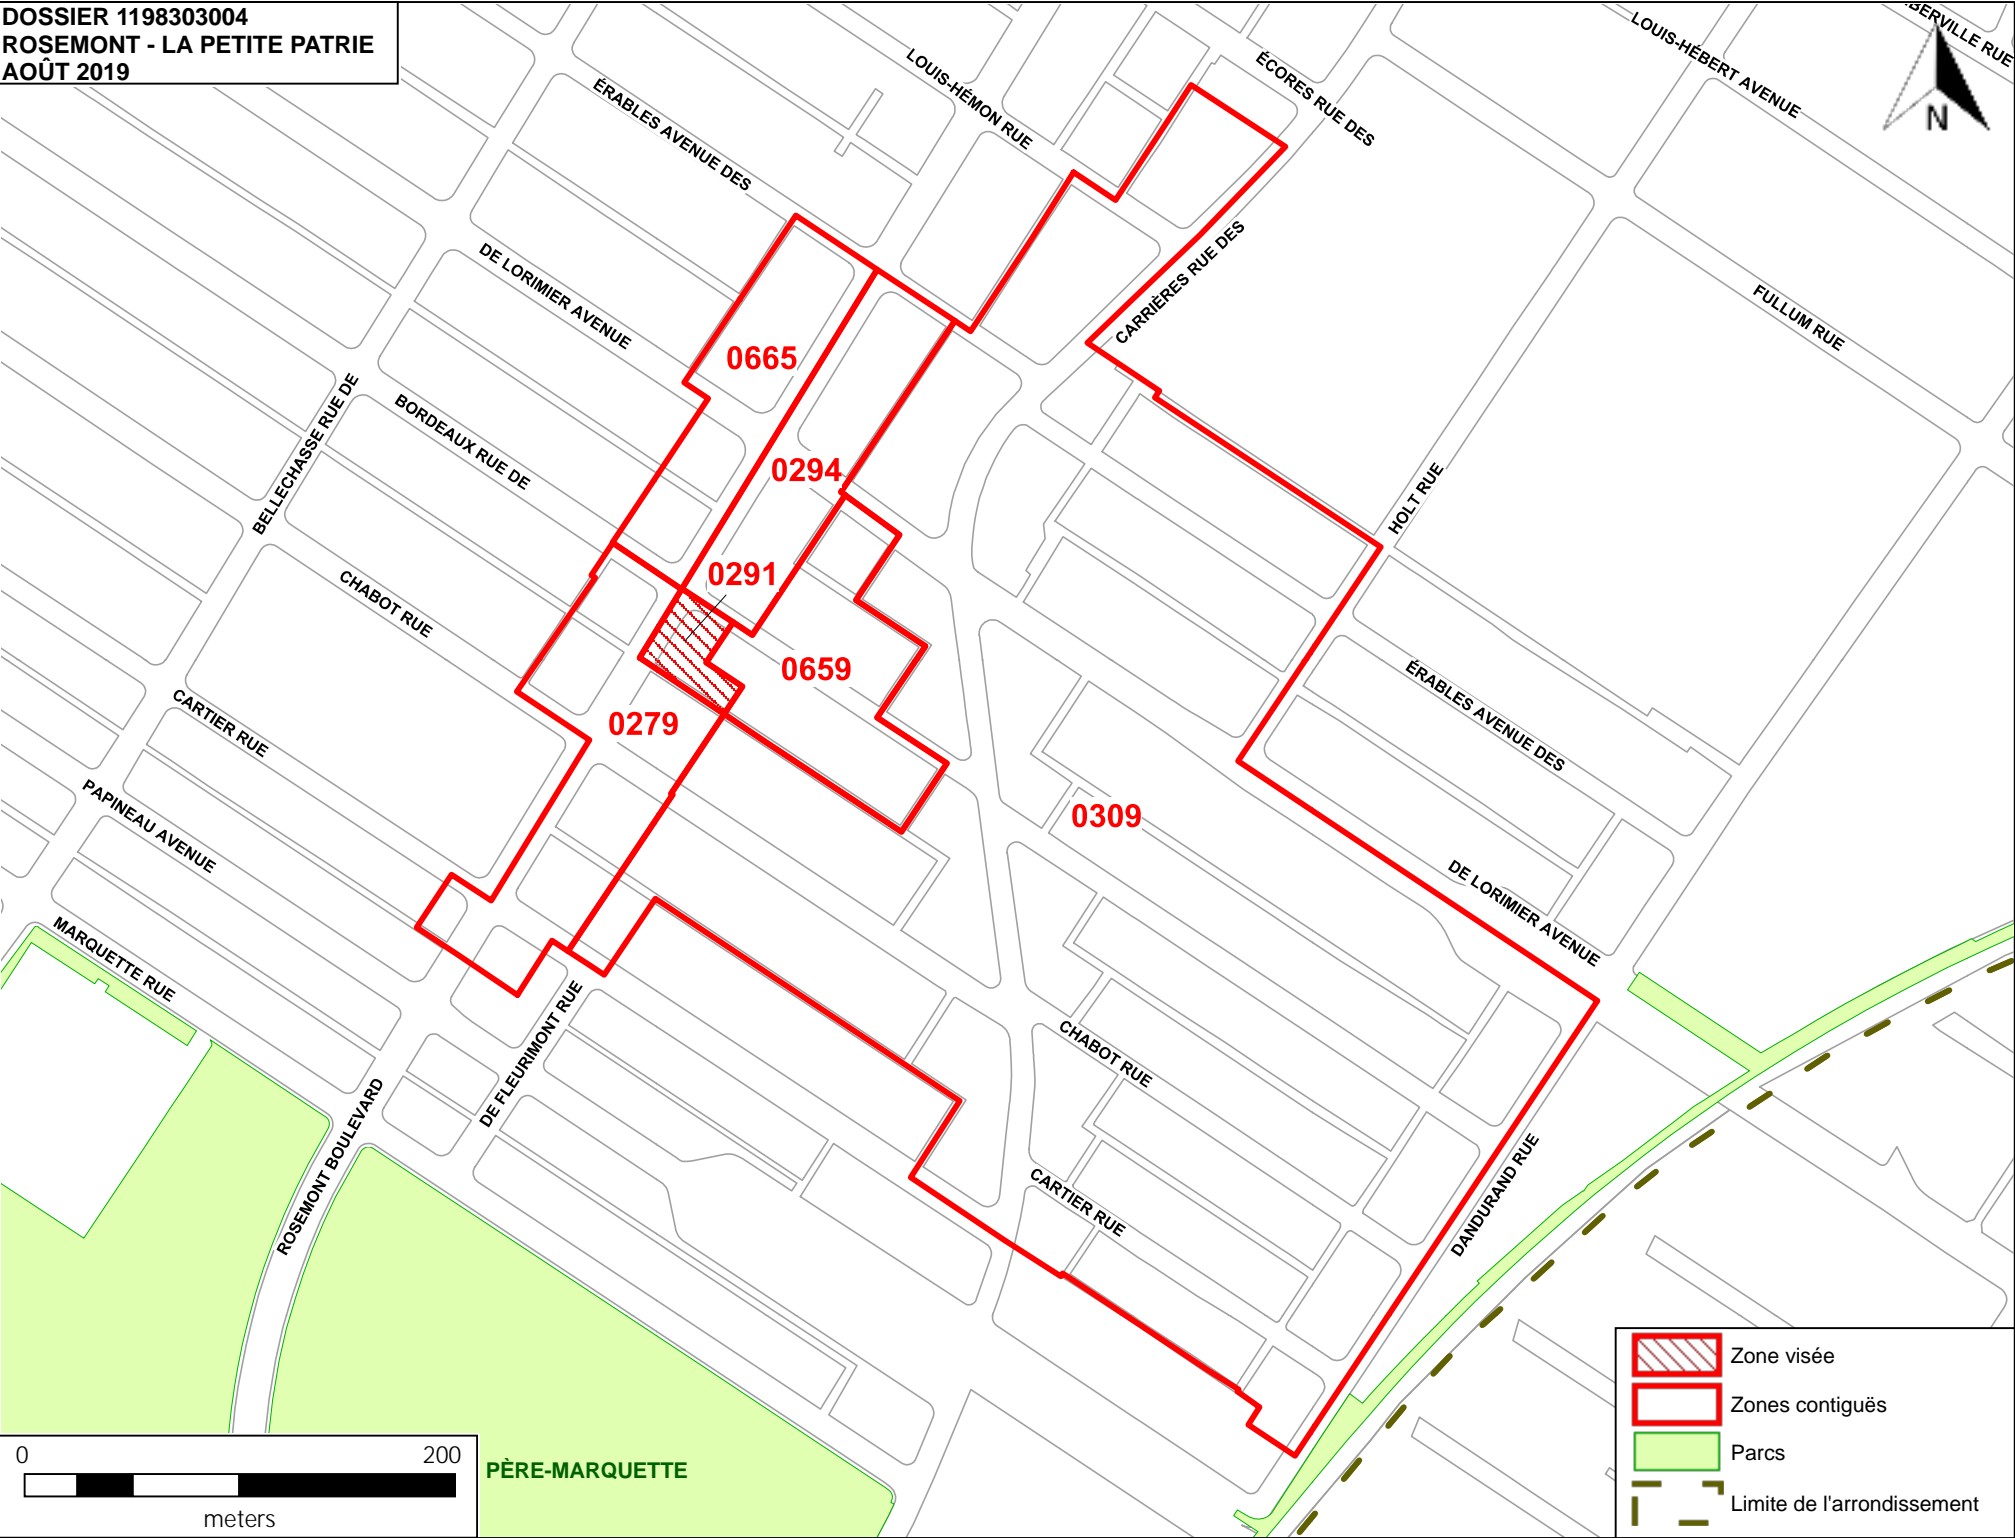 DOSSIER 1198303004
ROSEMONT - LA PETITE PATRIE
AOÛT 2019
LOUIS-HÉMON RUE
ÉCORES RUE DES
LOUIS-HÉBERT AVENUE
BERVILLE RUE
N
ÉRABLES AVENUE DES
DE LORIMIER AVENUE
CARRIÈRES RUE DES
FULLUM RUE
0665
BELLECHASSE RUE DE
BORDEAUX RUE DE
0294
HOLT RUE
0291
CHABOT RUE
0659
ÉRABLES AVENUE DES
CARTIER RUE
0279
PAPINEAU AVENUE
0309
DE LORIMIER AVENUE
MARQUETTE RUE
DE FLEURIMONT RUE
CHABOT RUE
ROSEMONT BOULEVARD
CARTIER RUE
DANDURAND RUE
PÈRE-MARQUETTE
0 200
meters
Zone visée
Zones contiguës
Parcs
Limite de l'arrondissement